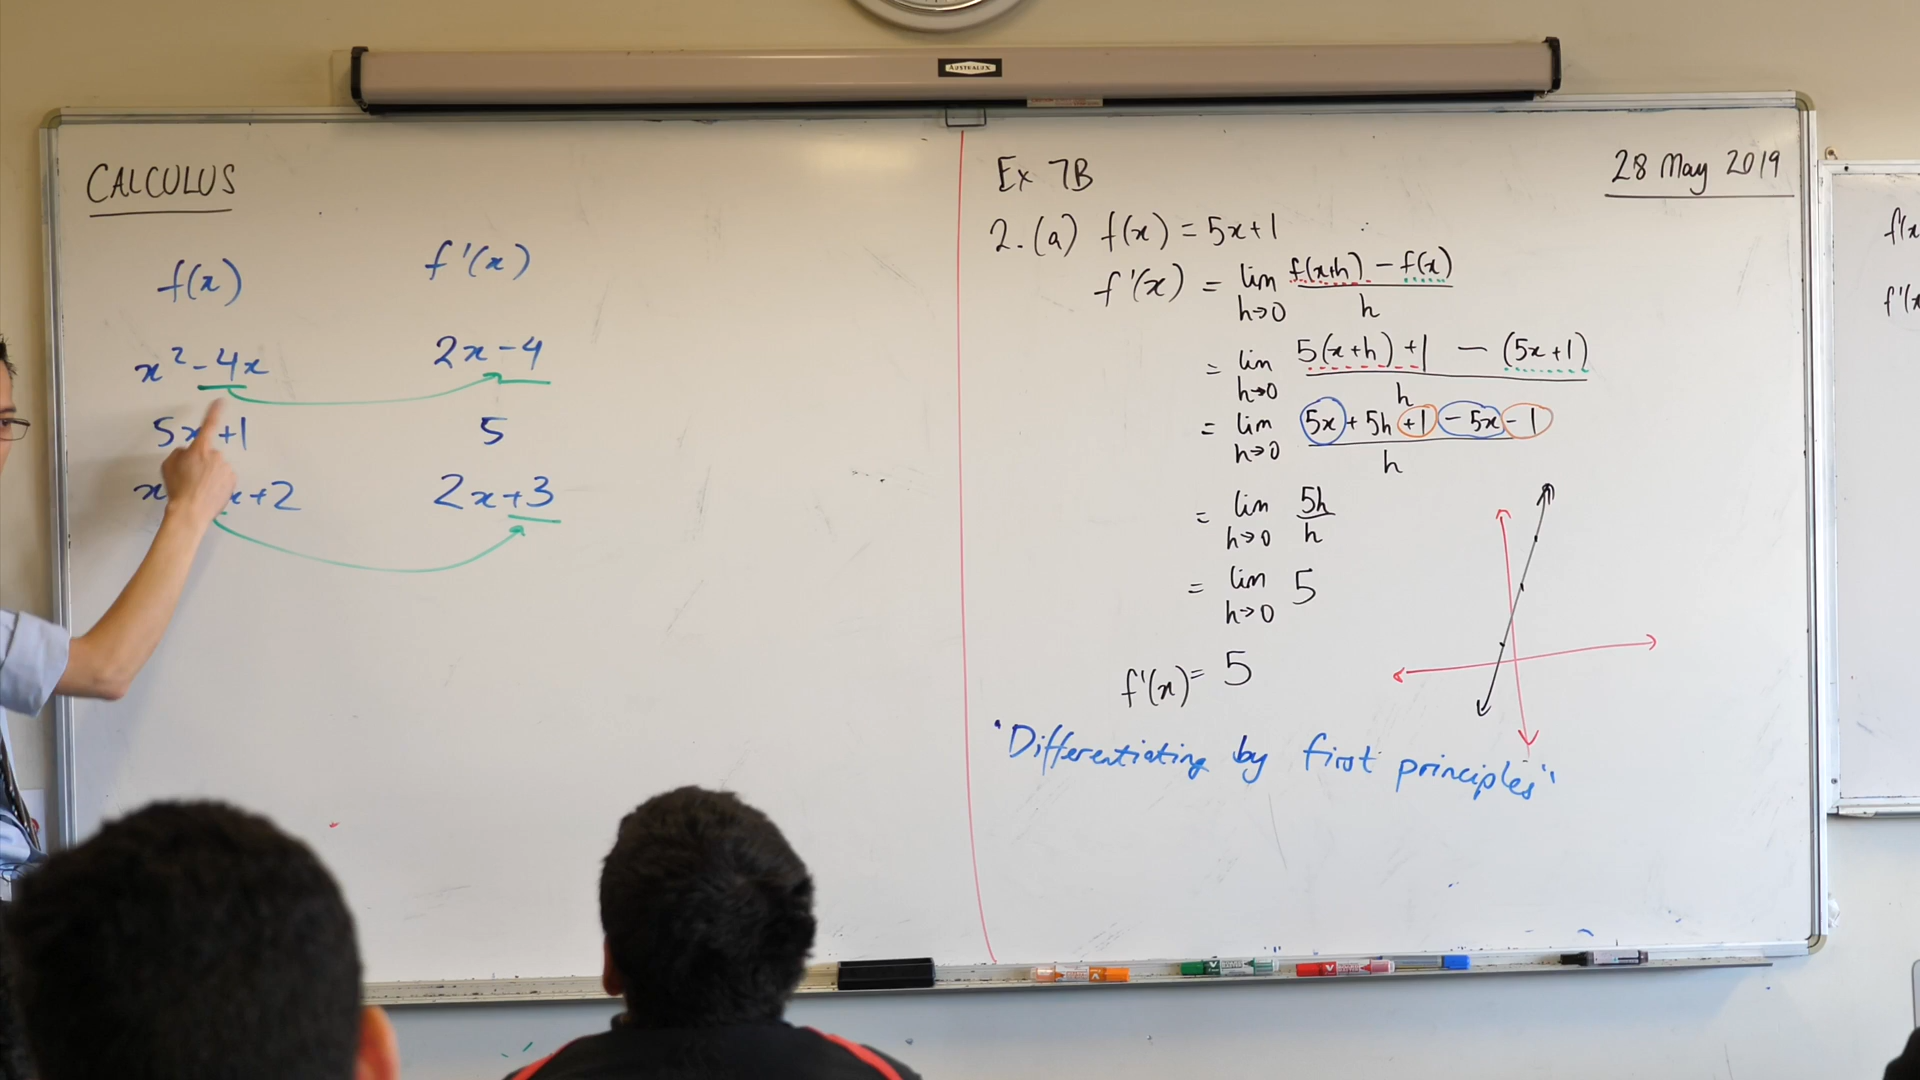 AUSTRALUX
CALCULUS
f(x) f'(x)
x² - 4x 2x - 4
5x + 1 5
x +2 2x + 3
Ex 7B 28 May 2019
2. (a) f(x) = 5x+1
f'(x) = lim h→0 f(x+h) - f(x) / h
= lim h→0 5(x+h) + 1 - (5x+1) / h
= lim h→0 5x + 5h + 1 - 5x - 1 / h
= lim h→0 5h / h
= lim h→0 5
f'(x) = 5
"Differentiating by first principles"
f'(x